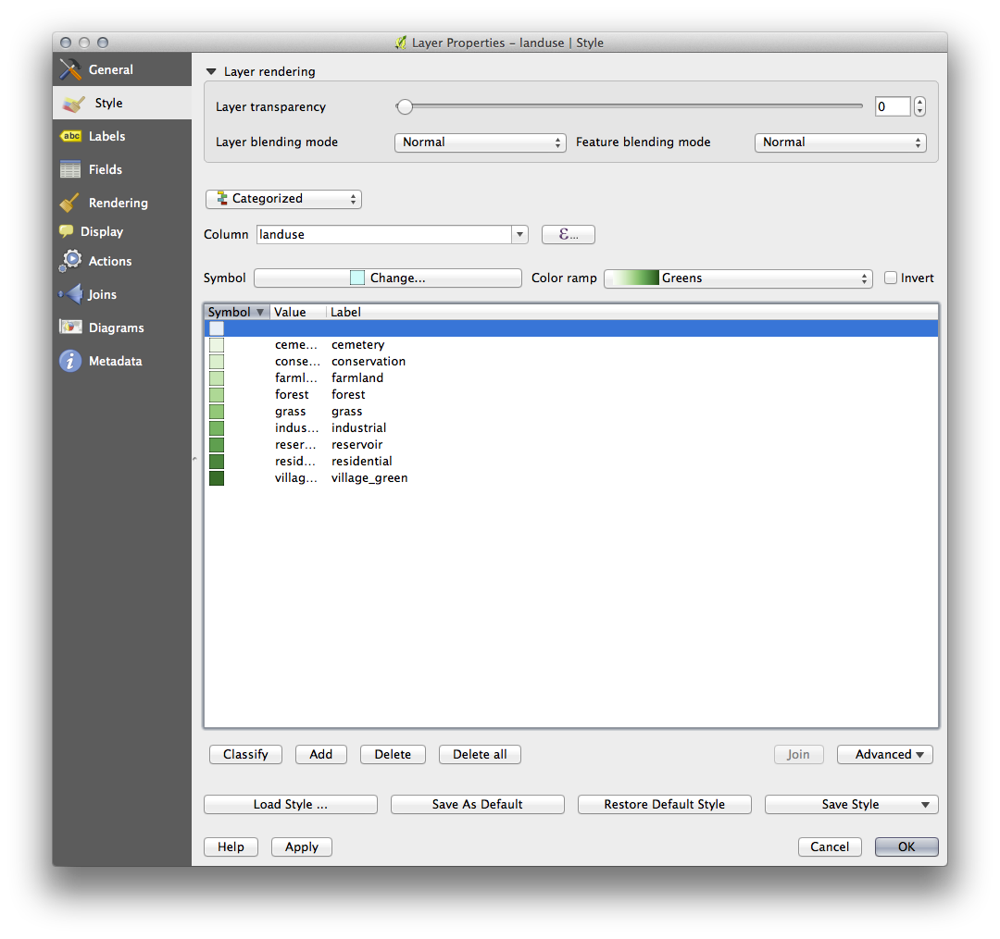 Layer Properties - landuse | Style
General
Style
abc Labels
Fields
Rendering
Display
Actions
Joins
Diagrams
i Metadata
Layer rendering
Layer transparency 0
Layer blending mode Normal Feature blending mode Normal
Categorized
Column landuse ε...
Symbol Change... Color ramp Greens Invert
Symbol Value Label
ceme... cemetery
conse... conservation
farml... farmland
forest forest
grass grass
indus... industrial
reser... reservoir
resid... residential
villag... village_green
Classify Add Delete Delete all Join Advanced
Load Style ... Save As Default Restore Default Style Save Style
Help Apply Cancel OK